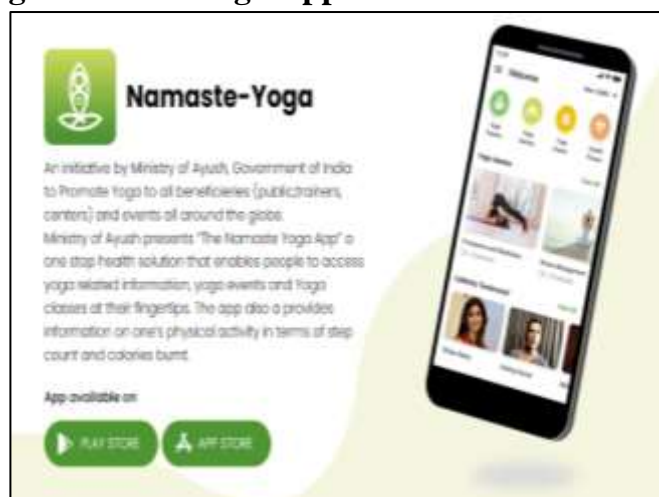 Namaste-Yoga
An initiative by Ministry of Ayush, Government of India
to Promote Yoga to all beneficieries (public,trainers,
centers) and events all around the globe.
Ministry of Ayush presents "The Namaste Yoga App" a
one stop health solution that enables people to access
yoga related information, yoga events and Yoga
classes at their fingertips. The app also a provides
information on one's physical activity in terms of step
count and calories burnt.
App available on
PLAY STORE
APP STORE
Welcome